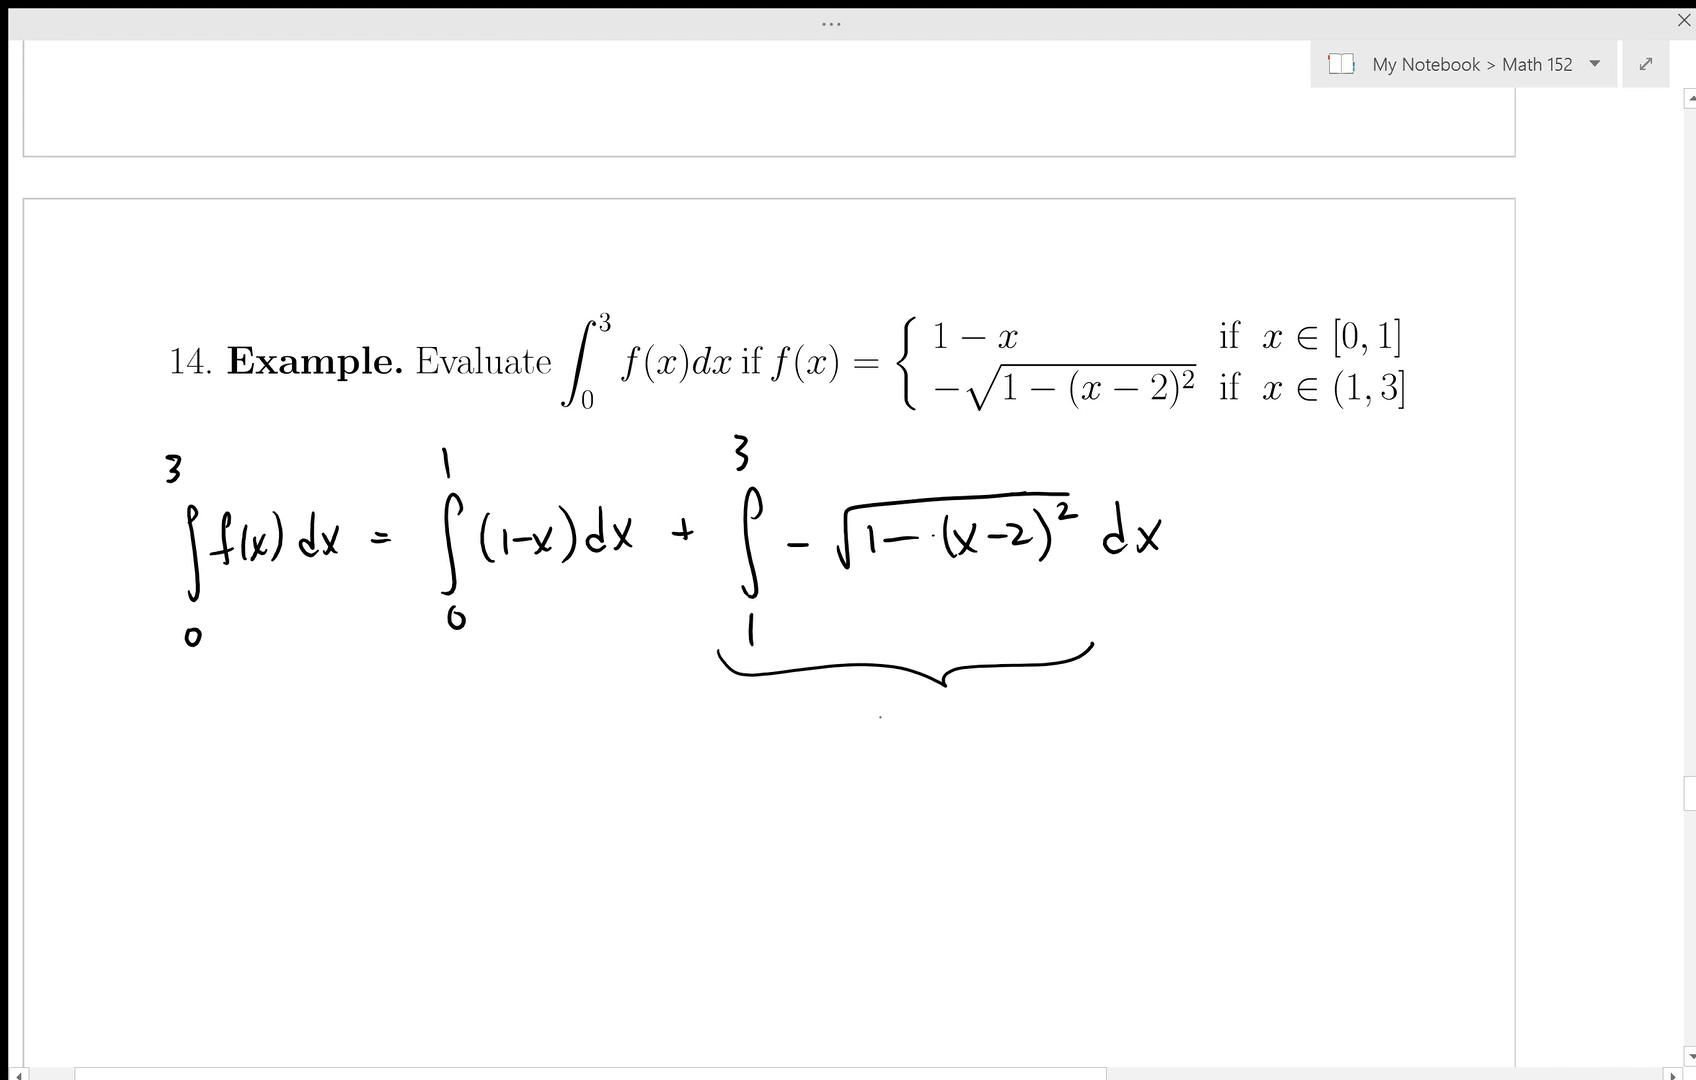 ...
My Notebook > Math 152
14. Example. Evaluate ∫₀³ f(x)dx if f(x) = { 1 − x if x ∈ [0, 1]
−√(1 − (x − 2)²) if x ∈ (1, 3]
∫₀³ f(x) dx = ∫₀¹ (1-x) dx + ∫₁³ - √(1-(x-2)²) dx